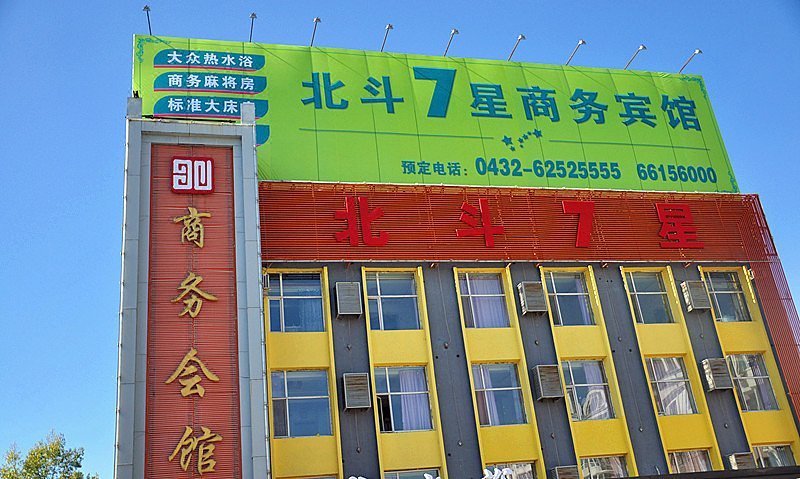 大众热水浴
商务麻将房
标准大床
北斗7星商务宾馆
预定电话: 0432-62525555 66156000
北斗7星
商务会馆